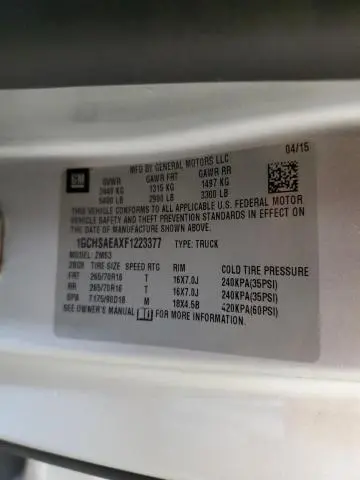 GM
04/15
MFD BY GENERAL MOTORS LLC
GVWR GAWR FRT GAWR RR
2449 KG 1315 KG 1497 KG
5400 LB 2900 LB 3300 LB
THIS VEHICLE CONFORMS TO ALL APPLICABLE U.S. FEDERAL MOTOR
VEHICLE SAFETY AND THEFT PREVENTION STANDARDS IN EFFECT ON
THE DATE OF MANUFACTURE SHOWN ABOVE.
1GCHSAEAXF1223377 TYPE: TRUCK
MODEL: 2M53
TIRE SIZE SPEED RTG RIM COLD TIRE PRESSURE
FRT 265/70R16 T 16X7.0J 240KPA(35PSI)
RR 265/70R16 T 16X7.0J 240KPA(35PSI)
SPA T175/90D18 M 18X4.5B 420KPA(60PSI)
SEE OWNER'S MANUAL FOR MORE INFORMATION.